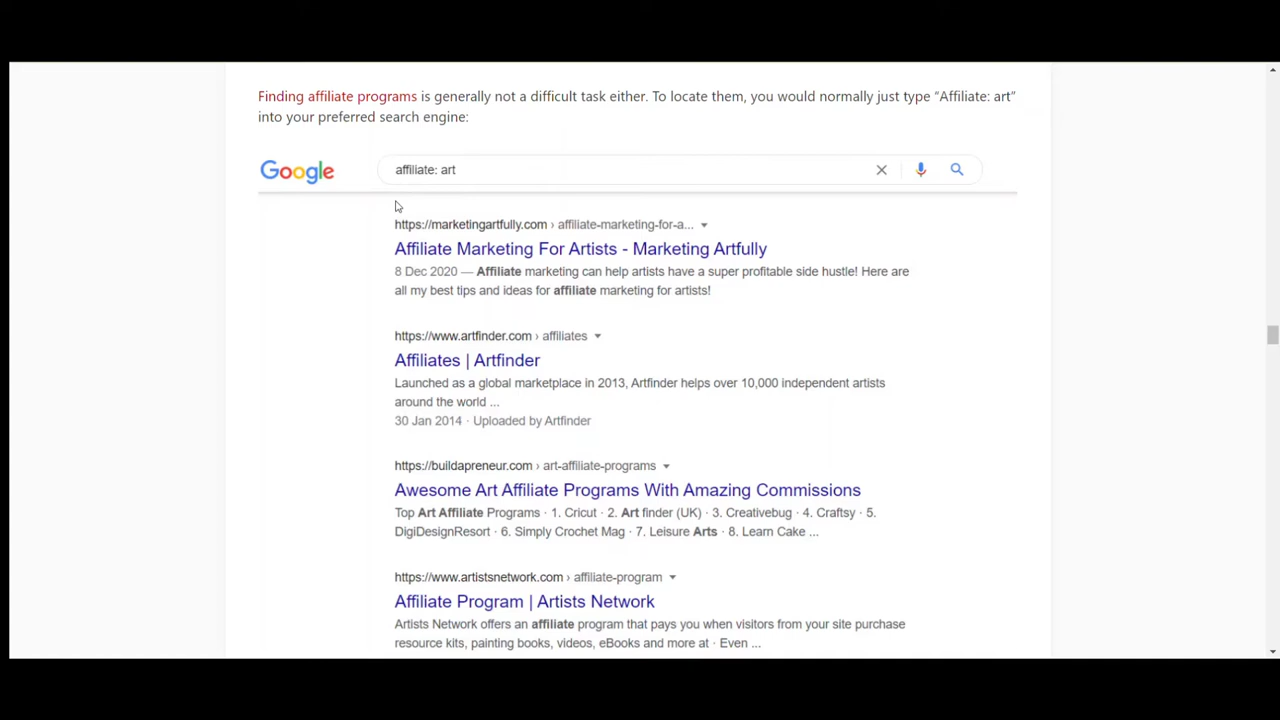 Finding affiliate programs is generally not a difficult task either. To locate them, you would normally just type “Affiliate: art”
into your preferred search engine:
Google affiliate: art
https://marketingartfully.com › affiliate-marketing-for-a...
Affiliate Marketing For Artists - Marketing Artfully
8 Dec 2020 — Affiliate marketing can help artists have a super profitable side hustle! Here are
all my best tips and ideas for affiliate marketing for artists!
https://www.artfinder.com › affiliates
Affiliates | Artfinder
Launched as a global marketplace in 2013, Artfinder helps over 10,000 independent artists
around the world ...
30 Jan 2014 · Uploaded by Artfinder
https://buildapreneur.com › art-affiliate-programs
Awesome Art Affiliate Programs With Amazing Commissions
Top Art Affiliate Programs · 1. Cricut · 2. Art finder (UK) · 3. Creativebug · 4. Craftsy · 5.
DigiDesignResort · 6. Simply Crochet Mag · 7. Leisure Arts · 8. Learn Cake ...
https://www.artistsnetwork.com › affiliate-program
Affiliate Program | Artists Network
Artists Network offers an affiliate program that pays you when visitors from your site purchase
resource kits, painting books, videos, eBooks and more at · Even ...